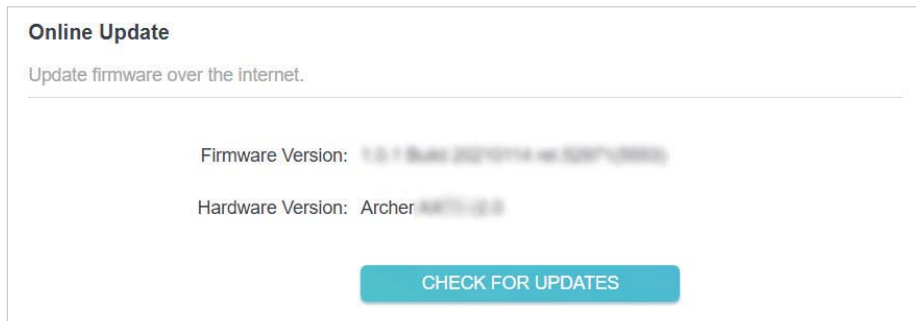 Online Update
Update firmware over the internet.
Firmware Version:
Hardware Version: Archer
CHECK FOR UPDATES